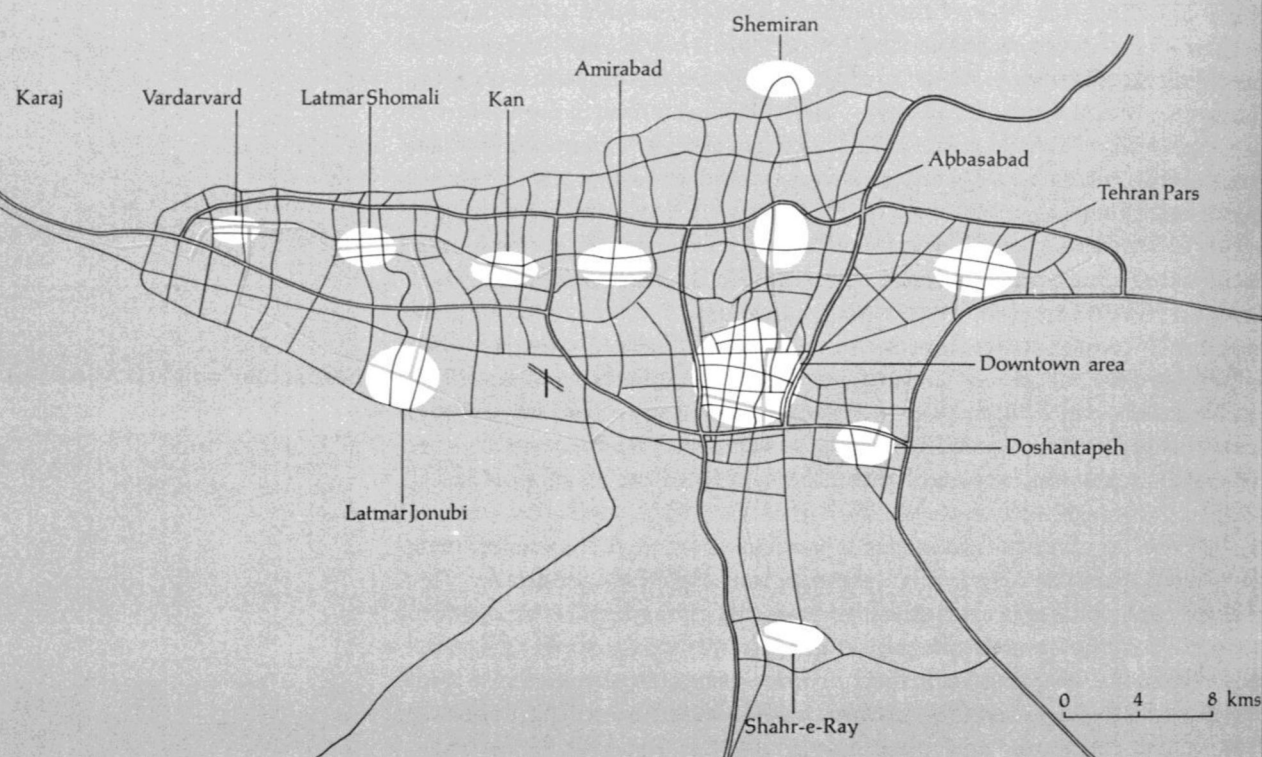 Shemiran
Amirabad
Karaj
Vardarvard
Latmar Shomali
Kan
Abbasabad
Tehran Pars
Downtown area
Doshantapeh
Latmar Jonubi
0 4 8 kms
Shahr-e-Ray